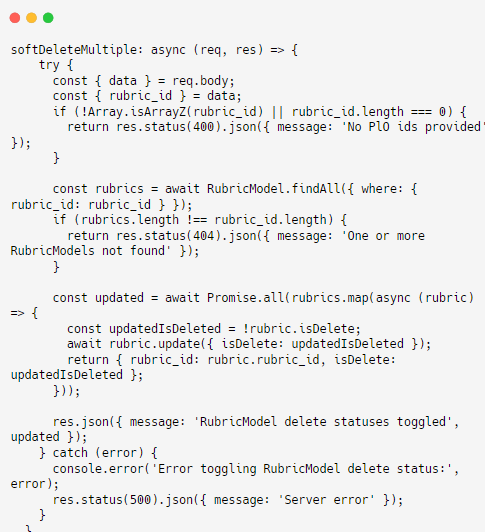 softDeleteMultiple: async (req, res) => {
    try {
      const { data } = req.body;
      const { rubric_id } = data;
      if (!Array.isArrayZ(rubric_id) || rubric_id.length === 0) {
        return res.status(400).json({ message: 'No PlO ids provided'
});
      }

      const rubrics = await RubricModel.findAll({ where: {
rubric_id: rubric_id } });
      if (rubrics.length !== rubric_id.length) {
        return res.status(404).json({ message: 'One or more
RubricModels not found' });
      }

      const updated = await Promise.all(rubrics.map(async (rubric)
=> {
        const updatedIsDeleted = !rubric.isDelete;
        await rubric.update({ isDelete: updatedIsDeleted });
        return { rubric_id: rubric.rubric_id, isDelete:
updatedIsDeleted };
      }));

      res.json({ message: 'RubricModel delete statuses toggled',
updated });
    } catch (error) {
      console.error('Error toggling RubricModel delete status:',
error);
      res.status(500).json({ message: 'Server error' });
    }
  }